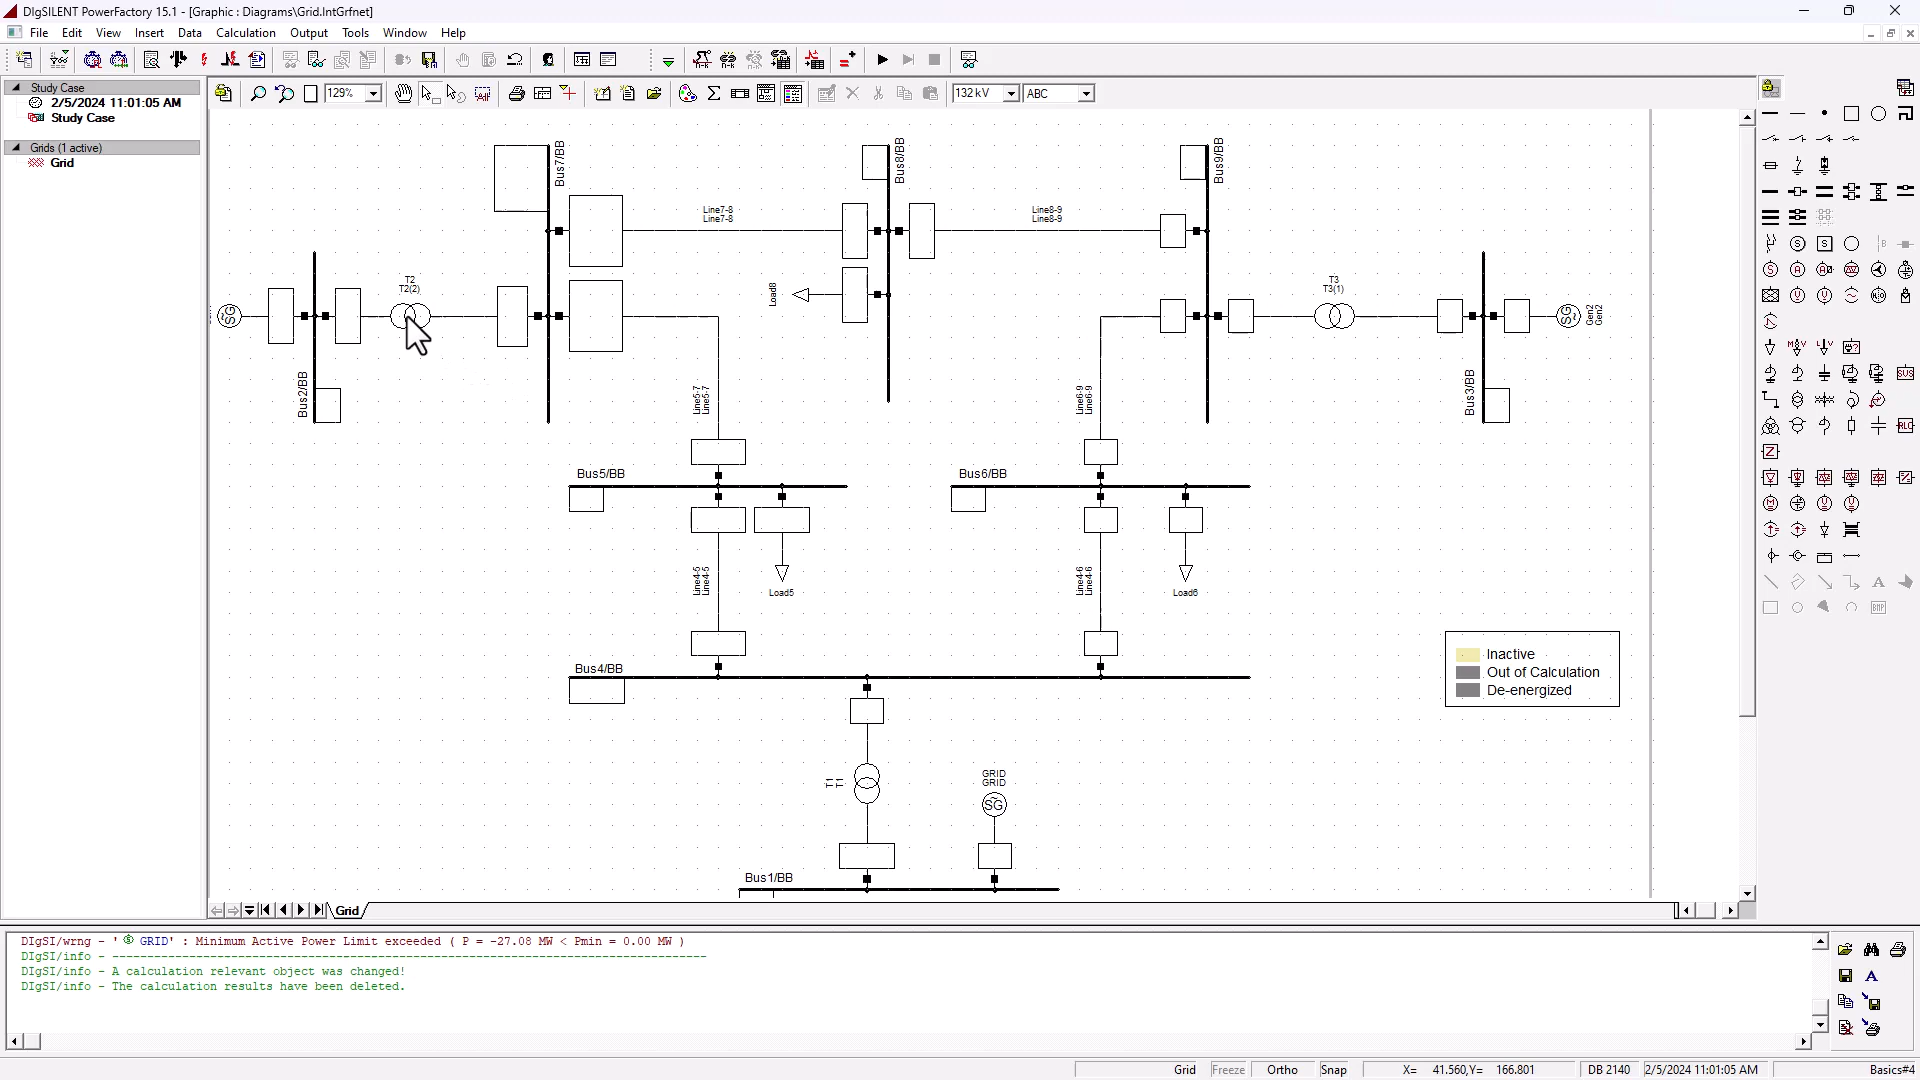 DIgSILENT PowerFactory 15.1 - [Graphic : Diagrams\Grid.IntGrfnet]
File Edit View Insert Data Calculation Output Tools Window Help
Study Case
2/5/2024 11:01:05 AM
Study Case
Grids (1 active)
Grid
129%
132 kV
ABC
Bus7/BB
Bus8/BB
Bus9/BB
Line7-8
Line7-8
Line8-9
Line8-9
T2
T2(2)
T3
T3(1)
Load8
SG
SG
Gen2
Gen2
Bus2/BB
Bus3/BB
Line5-7
Line5-7
Line6-9
Line6-9
Bus5/BB
Bus6/BB
Line4-5
Line4-5
Load5
Line4-6
Line4-6
Load6
Bus4/BB
Inactive
Out of Calculation
De-energized
T1
T1
GRID
GRID
SG
Bus1/BB
Grid
DIgSI/wrng - ' GRID' : Minimum Active Power Limit exceeded ( P = -27.08 MW < Pmin = 0.00 MW )
DIgSI/info - --------------------------------------------------------------------------------
DIgSI/info - A calculation relevant object was changed!
DIgSI/info - The calculation results have been deleted.
Grid Freeze Ortho Snap X= 41.560,Y= 166.801 DB 2140 2/5/2024 11:01:05 AM Basics#4